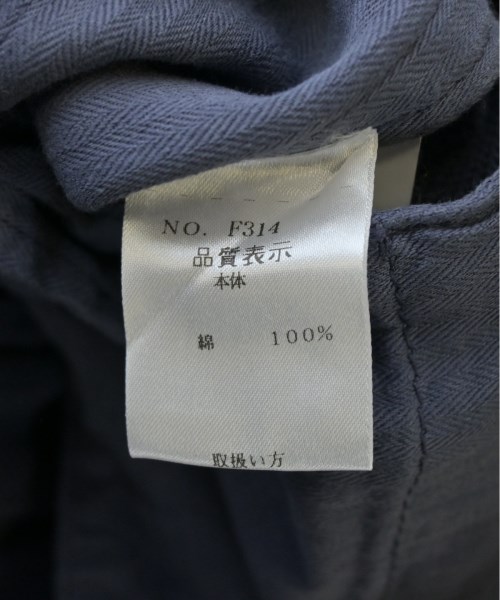 NO. F314
品質表示
本体
綿 100%
取扱い方